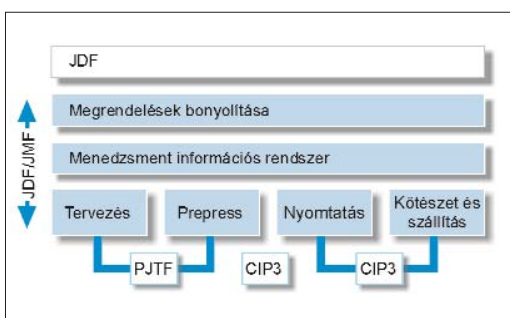 JDF
JDF/JMF
Megrendelések bonyolítása
Menedzsment információs rendszer
Tervezés
Prepress
Nyomtatás
Kötészet és
szállítás
PJTF
CIP3
CIP3